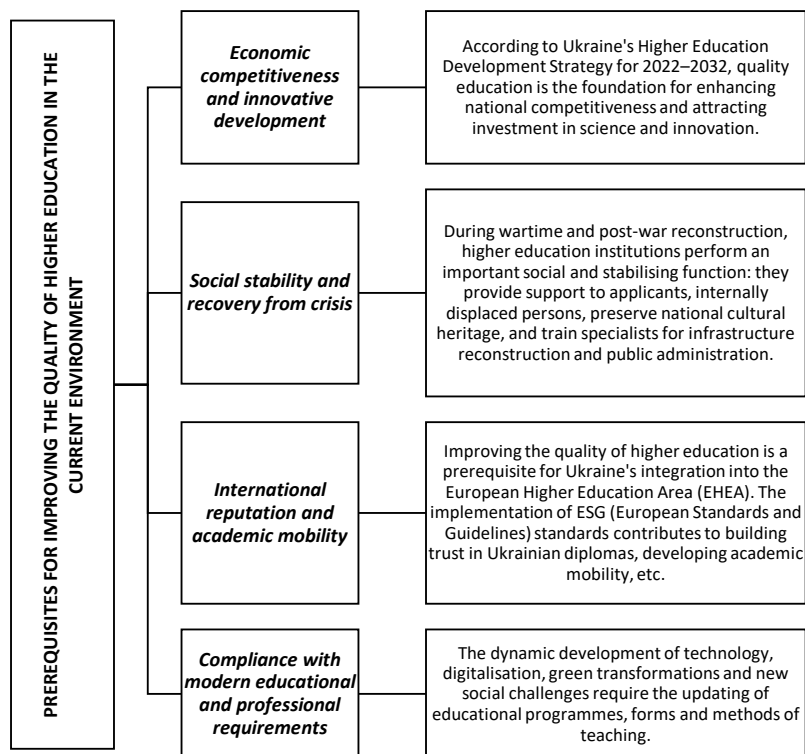 PREREQUISITES FOR IMPROVING THE QUALITY OF HIGHER EDUCATION IN THE
CURRENT ENVIRONMENT
Economic
competitiveness
and innovative
development
According to Ukraine's Higher Education
Development Strategy for 2022–2032, quality
education is the foundation for enhancing
national competitiveness and attracting
investment in science and innovation.
Social stability and
recovery from crisis
During wartime and post-war reconstruction,
higher education institutions perform an
important social and stabilising function: they
provide support to applicants, internally
displaced persons, preserve national cultural
heritage, and train specialists for infrastructure
reconstruction and public administration.
International
reputation and
academic mobility
Improving the quality of higher education is a
prerequisite for Ukraine's integration into the
European Higher Education Area (EHEA). The
implementation of ESG (European Standards and
Guidelines) standards contributes to building
trust in Ukrainian diplomas, developing academic
mobility, etc.
Compliance with
modern educational
and professional
requirements
The dynamic development of technology,
digitalisation, green transformations and new
social challenges require the updating of
educational programmes, forms and methods of
teaching.